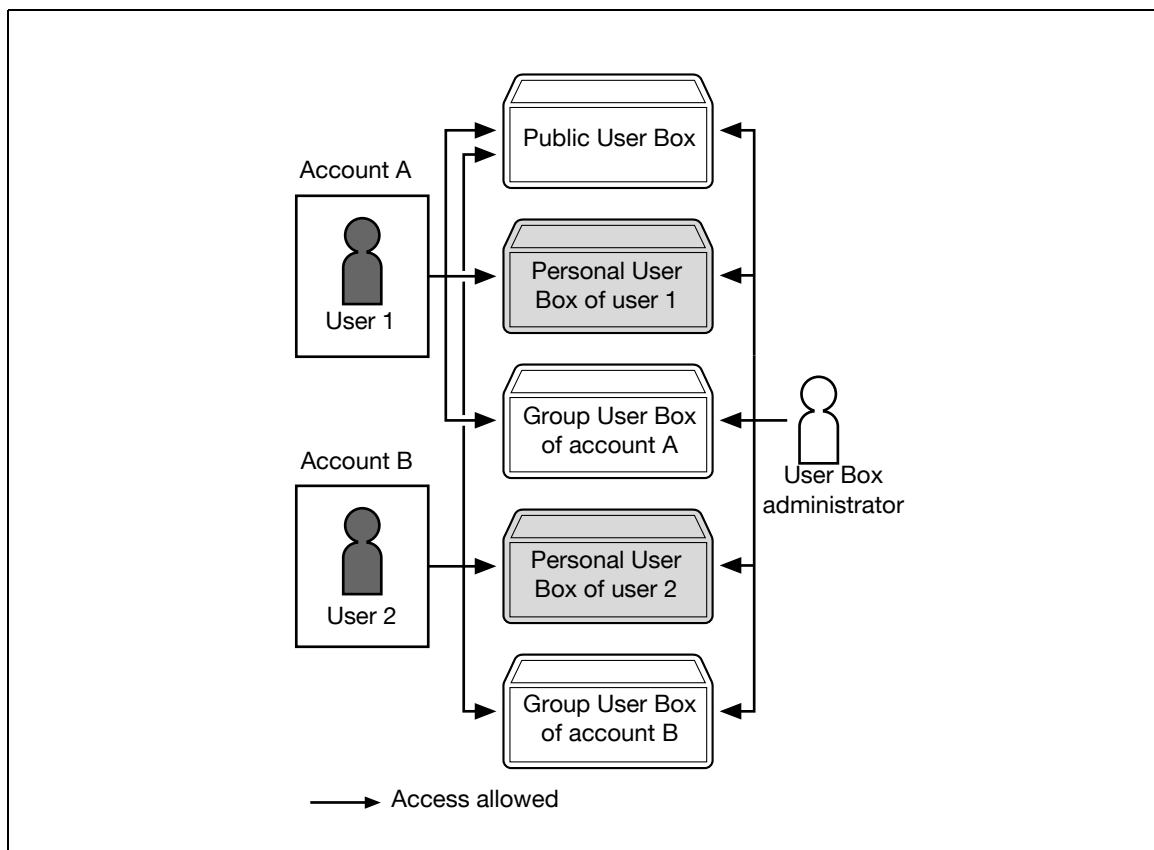 Public User Box
Account A
User 1
Personal User
Box of user 1
Group User Box
of account A
Account B
User 2
User Box
administrator
Personal User
Box of user 2
Group User Box
of account B
Access allowed